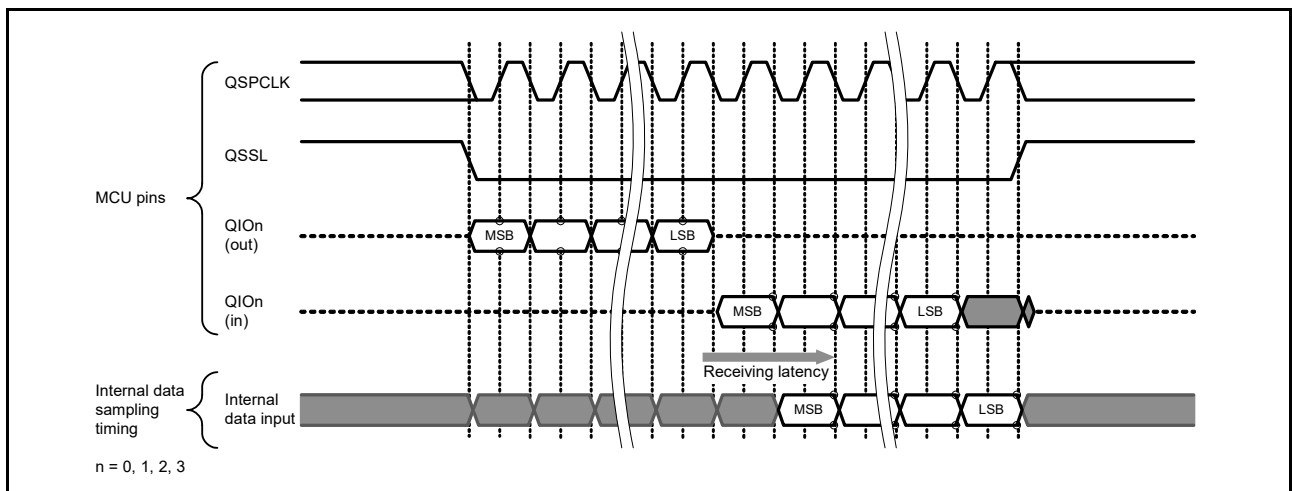 QSPCLK
QSSL
MCU pins
QIOn
(out)
MSB
LSB
QIOn
(in)
MSB
LSB
Receiving latency
Internal data
sampling
timing
Internal
data input
MSB
LSB
n = 0, 1, 2, 3